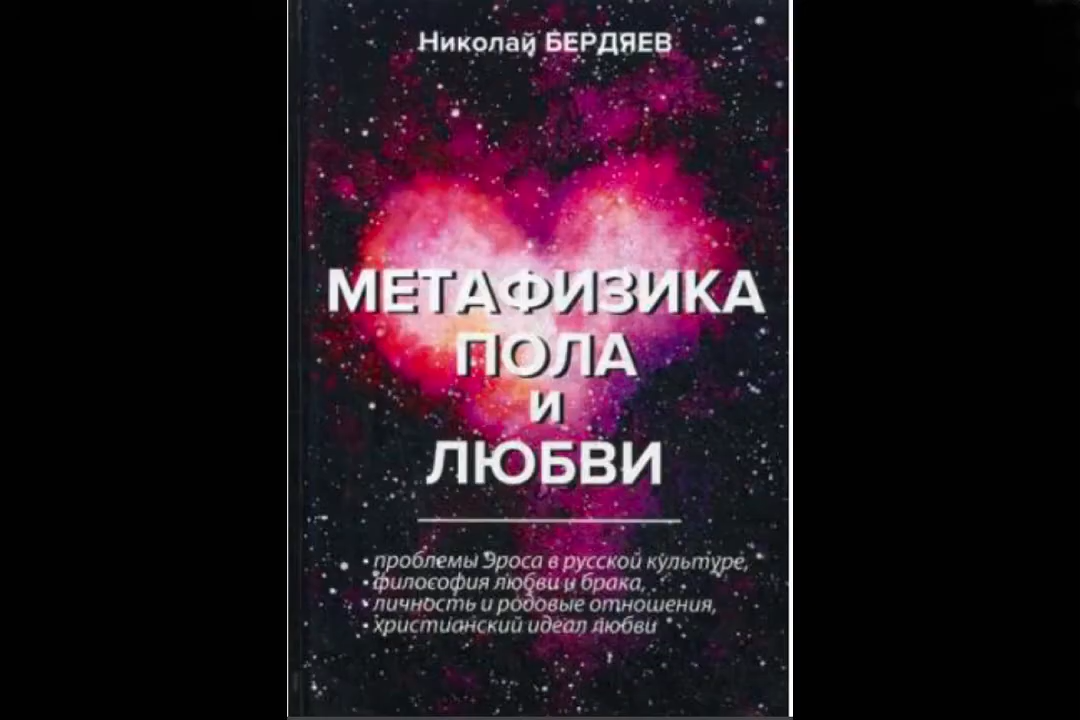 Николай БЕРДЯЕВ
МЕТАФИЗИКА
ПОЛА
И
ЛЮБВИ
• проблемы Эроса в русской культуре,
• философия любви и брака,
• личность и родовые отношения,
• христианский идеал любви